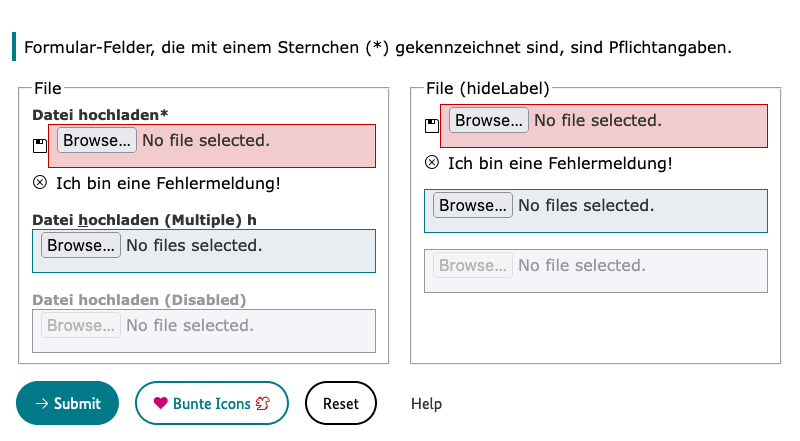 Formular-Felder, die mit einem Sternchen (*) gekennzeichnet sind, sind Pflichtangaben.
File
Datei hochladen*
Browse... No file selected.
Ich bin eine Fehlermeldung!
Datei hochladen (Multiple) h
Browse... No files selected.
Datei hochladen (Disabled)
Browse... No file selected.
File (hideLabel)
Browse... No file selected.
Ich bin eine Fehlermeldung!
Browse... No files selected.
Browse... No file selected.
→ Submit
Bunte Icons
Reset
Help